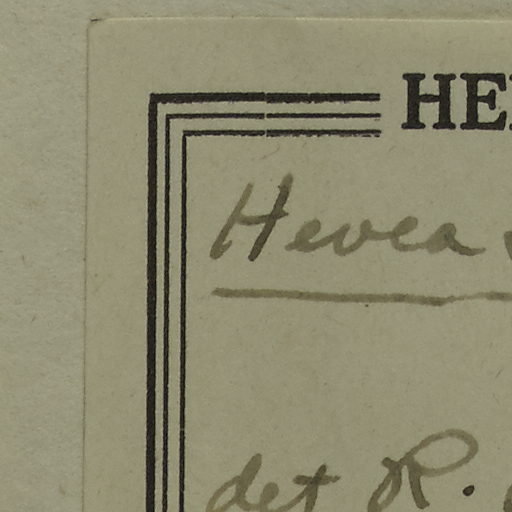 HE
Hevea
det R.